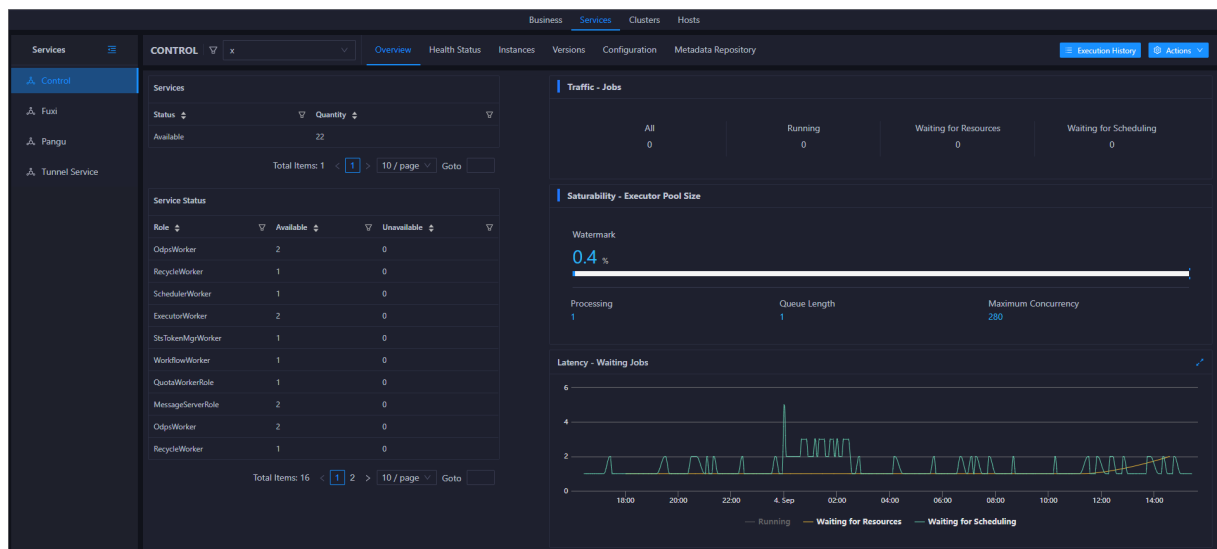 Business Services Clusters Hosts
Services
CONTROL x Overview Health Status Instances Versions Configuration Metadata Repository Execution History Actions
Control
Fuxi
Pangu
Tunnel Service
Services
Status Quantity
Available 22
Total Items: 1 < 1 > 10 / page Goto
Service Status
Role Available Unavailable
OdpsWorker 2 0
RecycleWorker 1 0
SchedulerWorker 1 0
ExecutorWorker 2 0
StsTokenMgrWorker 1 0
WorkflowWorker 1 0
QuotaWorkerRole 1 0
MessageServerRole 2 0
OdpsWorker 2 0
RecycleWorker 1 0
Total Items: 16 < 1 2 > 10 / page Goto
Traffic - Jobs
All Running Waiting for Resources Waiting for Scheduling
0 0 0 0
Saturability - Executor Pool Size
Watermark
0.4 %
Processing Queue Length Maximum Concurrency
1 1 280
Latency - Waiting Jobs
6
4
2
0
18:00 20:00 22:00 4. Sep 02:00 04:00 06:00 08:00 10:00 12:00 14:00
Running Waiting for Resources Waiting for Scheduling